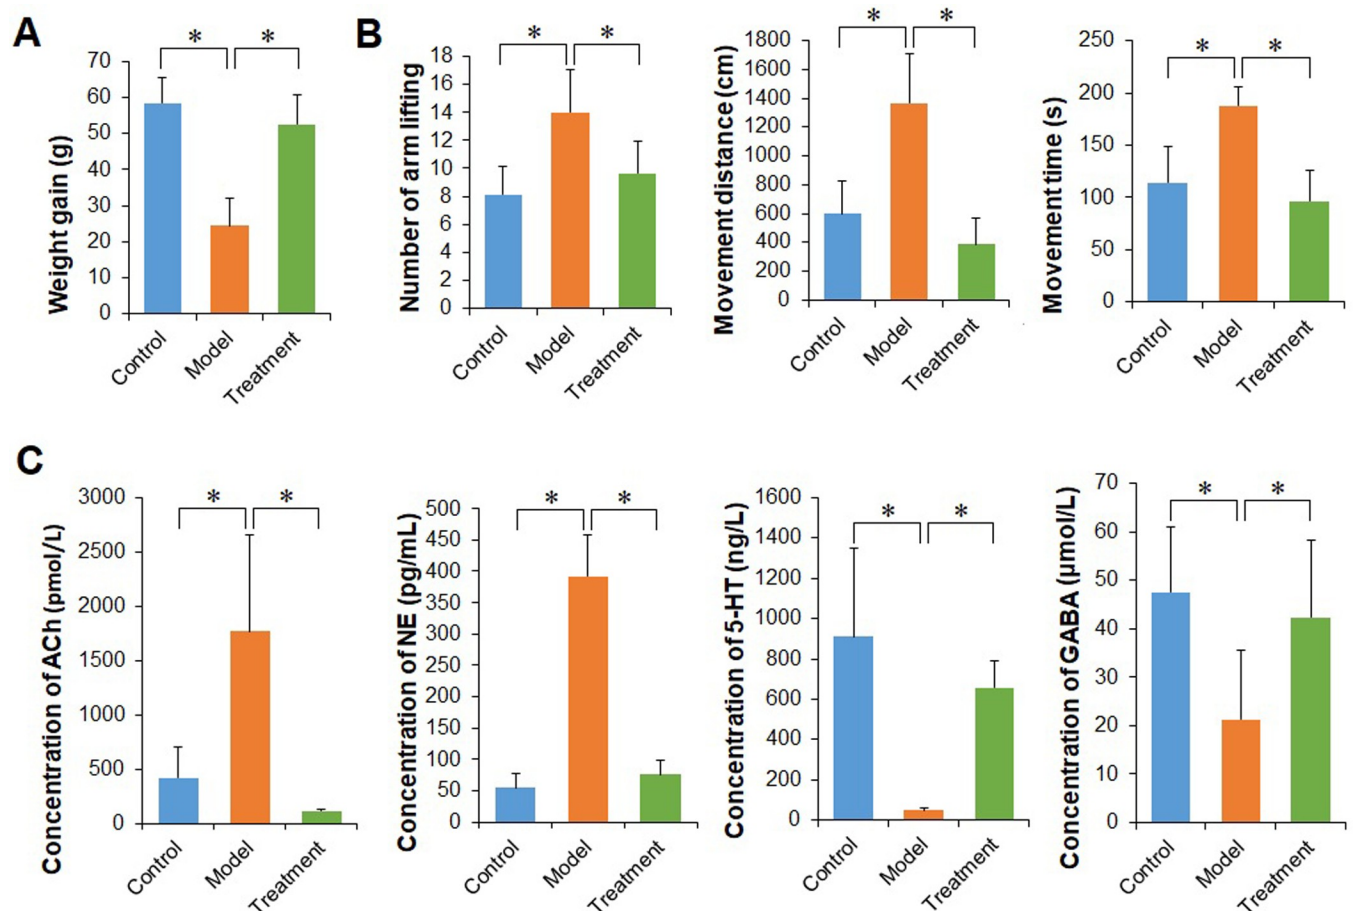 A
Weight gain (g)
70
60
50
40
30
20
10
0
* *
Control
Model
Treatment
B
Number of arm lifting
18
16
14
12
10
8
6
4
2
0
* *
Control
Model
Treatment
Movement distance (cm)
1800
1600
1400
1200
1000
800
600
400
200
0
* *
Control
Model
Treatment
Movement time (s)
250
200
150
100
50
0
* *
Control
Model
Treatment
C
Concentration of ACh (pmol/L)
3000
2500
2000
1500
1000
500
0
* *
Control
Model
Treatment
Concentration of NE (pg/mL)
500
450
400
350
300
250
200
150
100
50
0
* *
Control
Model
Treatment
Concentration of 5-HT (ng/L)
1600
1400
1200
1000
800
600
400
200
0
* *
Control
Model
Treatment
Concentration of GABA (μmol/L)
70
60
50
40
30
20
10
0
* *
Control
Model
Treatment